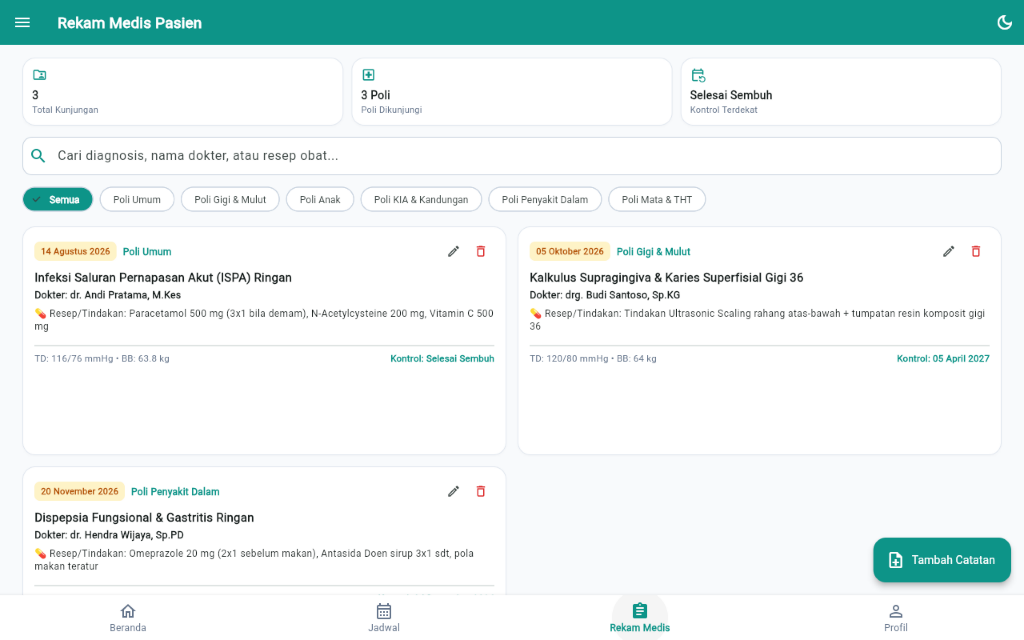 Rekam Medis Pasien
3
Total Kunjungan
3 Poli
Poli Dikunjungi
Selesai Sembuh
Kontrol Terdekat
Cari diagnosis, nama dokter, atau resep obat...
Semua
Poli Umum
Poli Gigi & Mulut
Poli Anak
Poli KIA & Kandungan
Poli Penyakit Dalam
Poli Mata & THT
14 Agustus 2026 Poli Umum
Infeksi Saluran Pernapasan Akut (ISPA) Ringan
Dokter: dr. Andi Pratama, M.Kes
Resep/Tindakan: Paracetamol 500 mg (3x1 bila demam), N-Acetylcysteine 200 mg, Vitamin C 500
mg
TD: 116/76 mmHg • BB: 63.8 kg
Kontrol: Selesai Sembuh
05 Oktober 2026 Poli Gigi & Mulut
Kalkulus Supragingiva & Karies Superfisial Gigi 36
Dokter: drg. Budi Santoso, Sp.KG
Resep/Tindakan: Tindakan Ultrasonic Scaling rahang atas-bawah + tumpatan resin komposit gigi
36
TD: 120/80 mmHg • BB: 64 kg
Kontrol: 05 April 2027
20 November 2026 Poli Penyakit Dalam
Dispepsia Fungsional & Gastritis Ringan
Dokter: dr. Hendra Wijaya, Sp.PD
Resep/Tindakan: Omeprazole 20 mg (2x1 sebelum makan), Antasida Doen sirup 3x1 sdt, pola
makan teratur
Tambah Catatan
Beranda
Jadwal
Rekam Medis
Profil